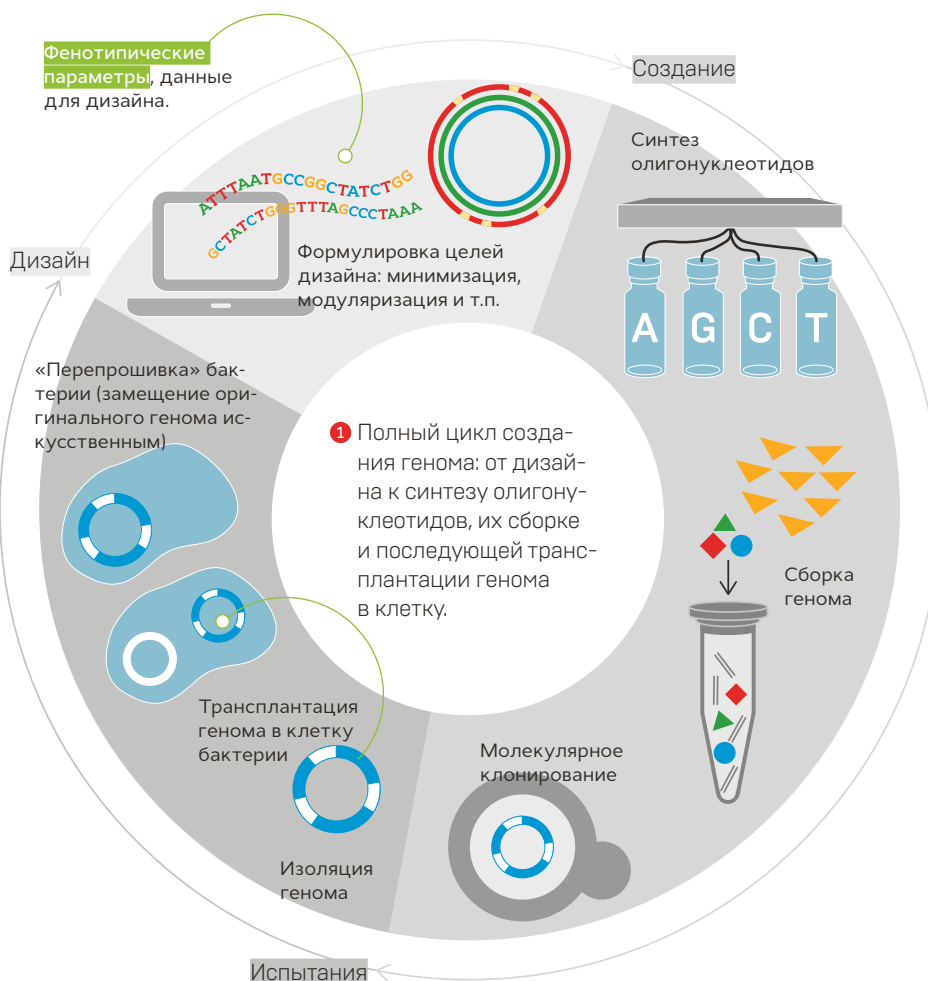 Фенотипические
параметры, данные
для дизайна.
Создание
Синтез
олигонуклеотидов
ATTTAATGCCGGCTATCTGG
GCTATCTGGGTTTAGCCCTAAA
Формулировка целей
дизайна: минимизация,
модуляризация и т.п.
Дизайн
A G C T
«Перепрошивка» бак-
терии (замещение ори-
гинального генома ис-
кусственным)
1 Полный цикл созда-
ния генома: от дизай-
на к синтезу олигону-
клеотидов, их сборке
и последующей транс-
плантации генома
в клетку.
Сборка
генома
Трансплантация
генома в клетку
бактерии
Молекулярное
клонирование
Изоляция
генома
Испытания